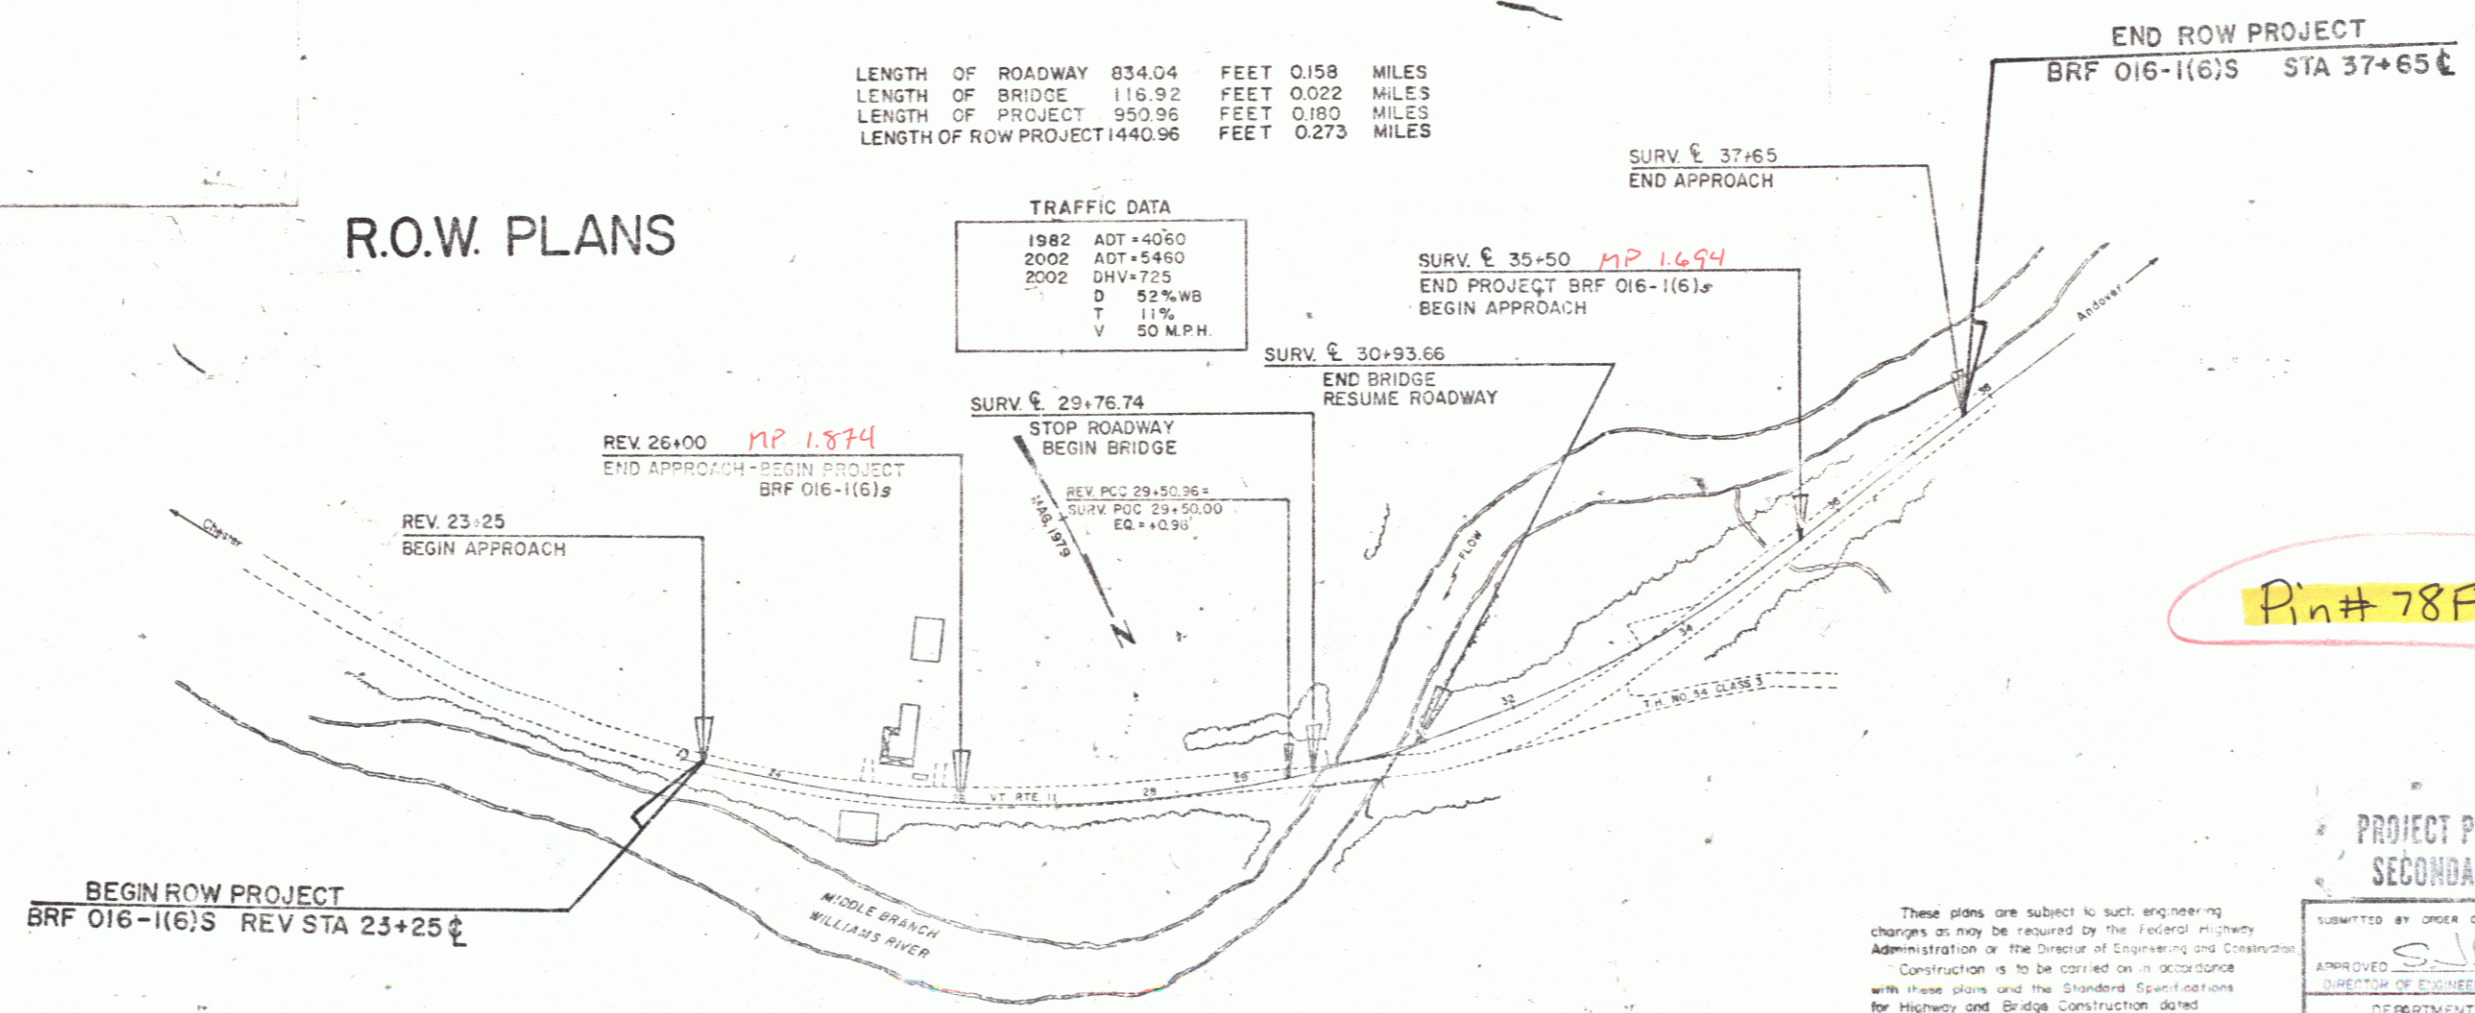 END ROW PROJECT
BRF 016-1(6)S STA 37+65 ℄
LENGTH OF ROADWAY 834.04 FEET 0.158 MILES
LENGTH OF BRIDGE 116.92 FEET 0.022 MILES
LENGTH OF PROJECT 950.96 FEET 0.180 MILES
LENGTH OF ROW PROJECT 1440.96 FEET 0.273 MILES
SURV. ℄ 37+65
END APPROACH
R.O.W. PLANS
TRAFFIC DATA
1982 ADT = 4060
2002 ADT = 5460
2002 DHV = 725
D 52% WB
T 11%
V 50 M.P.H.
SURV. ℄ 35+50 MP 1.694
END PROJECT BRF 016-1(6)s
BEGIN APPROACH
Andover
SURV. ℄ 30+93.66
END BRIDGE
RESUME ROADWAY
SURV. ℄ 29+76.74
STOP ROADWAY
BEGIN BRIDGE
REV. 26+00 MP 1.874
END APPROACH-BEGIN PROJECT
BRF 016-1(6)s
REV. PCC 29+50.96=
SURV. POC 29+50.00
EQ. = +0.96'
MAG. 1979
N
REV. 23+25
BEGIN APPROACH
Chester
FLOW
38
36
34
32
T.H. NO. 54 CLASS 3
Pin# 78F
24
VT. RTE. 11
28
BEGIN ROW PROJECT
BRF 016-1(6)S REV STA 23+25 ℄
MIDDLE BRANCH
WILLIAMS RIVER
PROJECT P
SECONDA
These plans are subject to such engineering
changes as may be required by the Federal Highway
Administration or the Director of Engineering and Construction.
Construction is to be carried on in accordance
with these plans and the Standard Specifications
for Highway and Bridge Construction dated
SUBMITTED BY ORDER O
APPROVED
DIRECTOR OF ENGINEE
DEPARTMENT